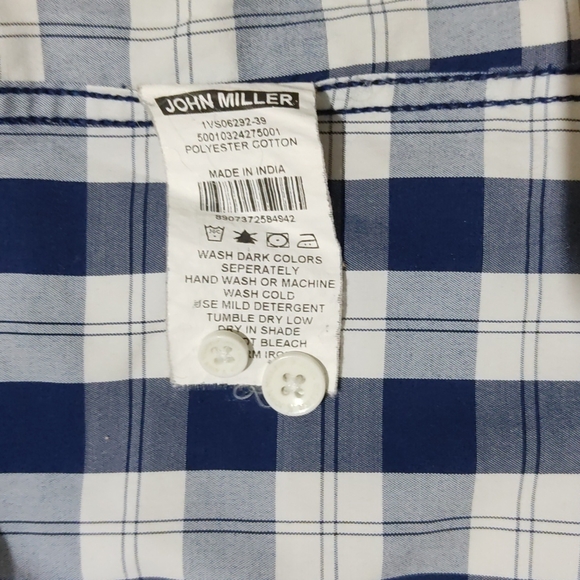 JOHN MILLER
1VS06292-39
50010324275001
POLYESTER COTTON
MADE IN INDIA
8907372584942
WASH DARK COLORS
SEPERATELY
HAND WASH OR MACHINE
WASH COLD
USE MILD DETERGENT
TUMBLE DRY LOW
DRY IN SHADE
BLEACH